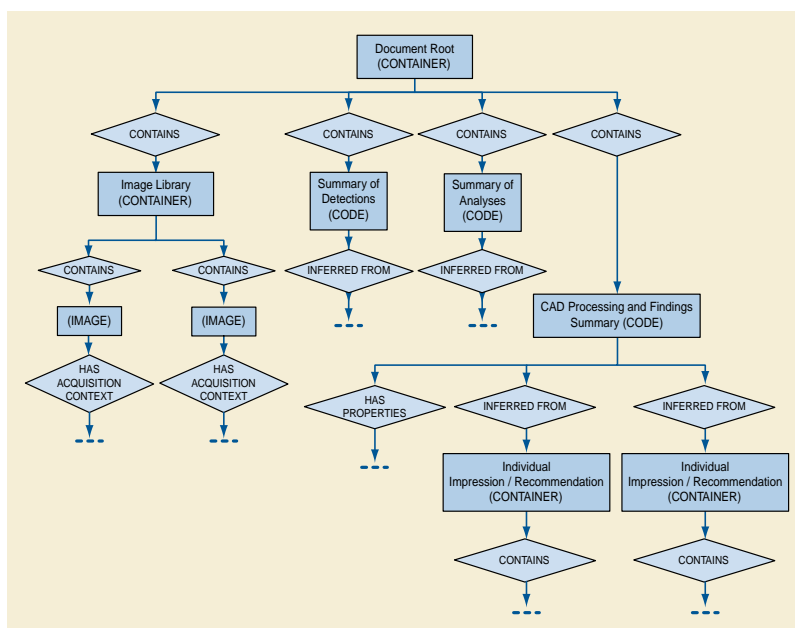 Document Root
(CONTAINER)
CONTAINS
CONTAINS
CONTAINS
CONTAINS
Image Library
(CONTAINER)
Summary of
Detections
(CODE)
Summary of
Analyses
(CODE)
CONTAINS
CONTAINS
INFERRED FROM
INFERRED FROM
(IMAGE)
(IMAGE)
CAD Processing and Findings
Summary (CODE)
HAS
ACQUISITION
CONTEXT
HAS
ACQUISITION
CONTEXT
HAS
PROPERTIES
INFERRED FROM
INFERRED FROM
Individual
Impression / Recommendation
(CONTAINER)
Individual
Impression / Recommendation
(CONTAINER)
CONTAINS
CONTAINS